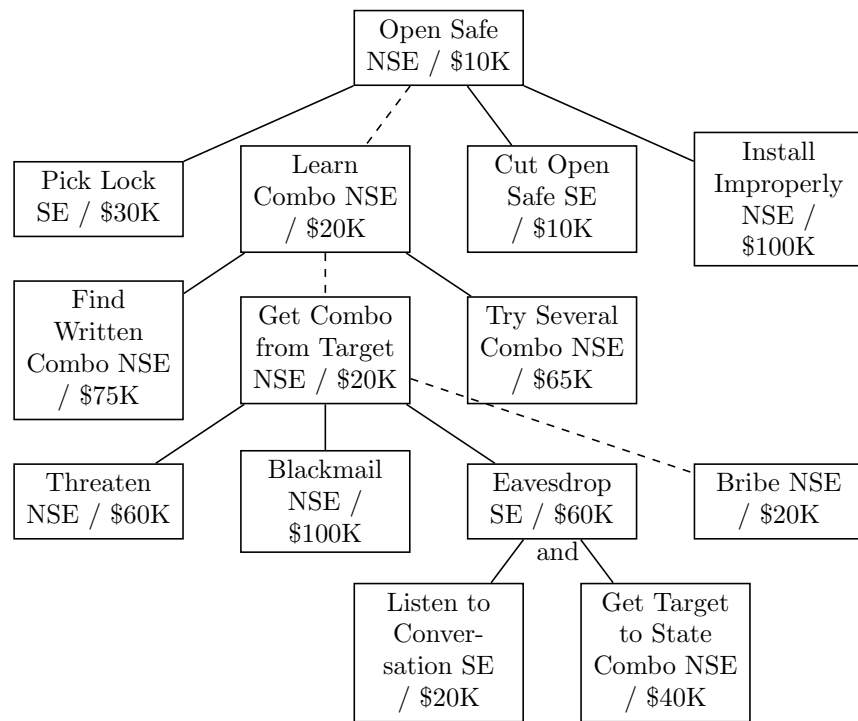 Open Safe
NSE / $10K
Pick Lock
SE / $30K
Learn
Combo NSE
/ $20K
Cut Open
Safe SE
/ $10K
Install
Improperly
NSE /
$100K
Find
Written
Combo NSE
/ $75K
Get Combo
from Target
NSE / $20K
Try Several
Combo NSE
/ $65K
Threaten
NSE / $60K
Blackmail
NSE /
$100K
Eavesdrop
SE / $60K
Bribe NSE
/ $20K
and
Listen to
Conver-
sation SE
/ $20K
Get Target
to State
Combo NSE
/ $40K